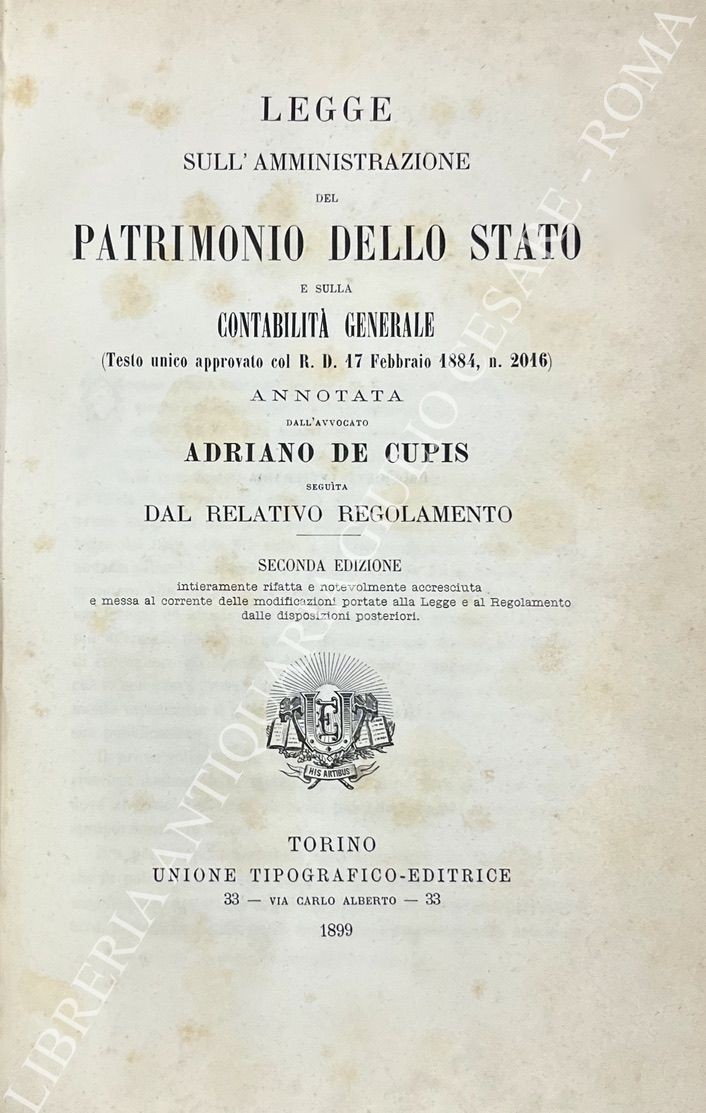 LEGGE
SULL' AMMINISTRAZIONE
DEL
PATRIMONIO DELLO STATO
E SULLA
CONTABILITÀ GENERALE
(Testo unico approvato col R. D. 17 Febbraio 1884, n. 2016)
ANNOTATA
DALL'AVVOCATO
ADRIANO DE CUPIS
SEGUÌTA
DAL RELATIVO REGOLAMENTO
SECONDA EDIZIONE
intieramente rifatta e notevolmente accresciuta
e messa al corrente delle modificazioni portate alla Legge e al Regolamento
dalle disposizioni posteriori.
UTE
HIS ARTIBUS
TORINO
UNIONE TIPOGRAFICO-EDITRICE
33 — VIA CARLO ALBERTO — 33
1899
LIBRERIA ANTIQUARIA GIULIO CESARE - ROMA